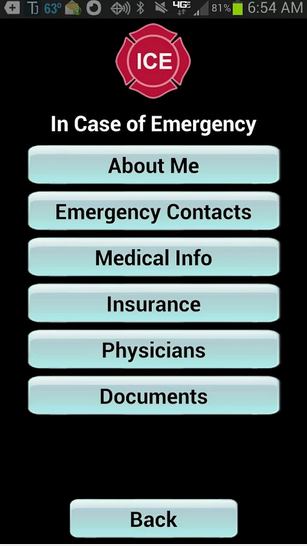 63° 4G 81% 6:54 AM
ICE
In Case of Emergency
About Me
Emergency Contacts
Medical Info
Insurance
Physicians
Documents
Back